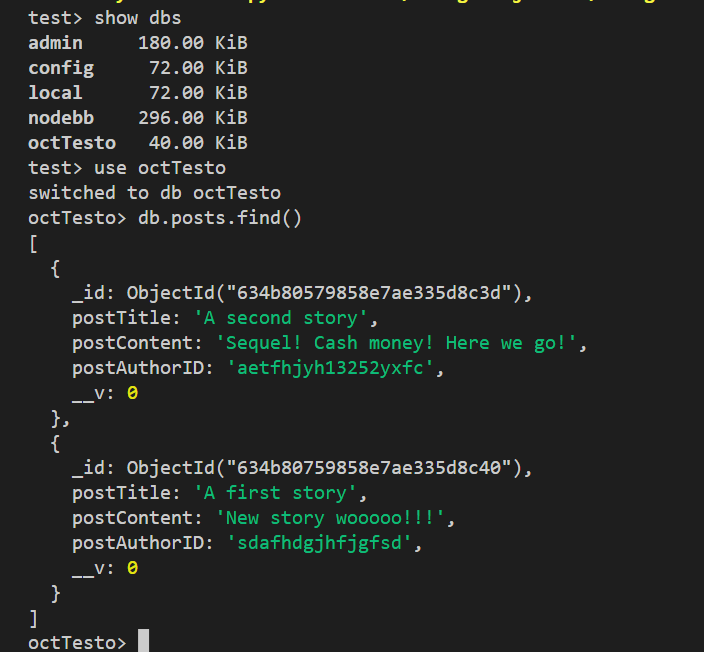 test> show dbs
admin     180.00 KiB
config     72.00 KiB
local      72.00 KiB
nodebb    296.00 KiB
octTesto   40.00 KiB
test> use octTesto
switched to db octTesto
octTesto> db.posts.find()
[
  {
    _id: ObjectId("634b80579858e7ae335d8c3d"),
    postTitle: 'A second story',
    postContent: 'Sequel! Cash money! Here we go!',
    postAuthorID: 'aetfhjyh13252yxfc',
    __v: 0
  },
  {
    _id: ObjectId("634b80759858e7ae335d8c40"),
    postTitle: 'A first story',
    postContent: 'New story wooooo!!!',
    postAuthorID: 'sdafhdgjhfjgfsd',
    __v: 0
  }
]
octTesto>